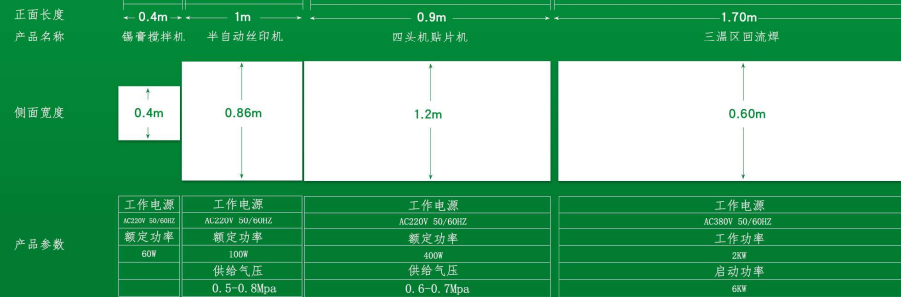 正面长度 0.4m 1m 0.9m 1.70m
产品名称 锡膏搅拌机 半自动丝印机 四头机贴片机 三温区回流焊
侧面宽度 0.4m 0.86m 1.2m 0.60m
工作电源 工作电源 工作电源 工作电源
AC220V 50/60HZ AC220V 50/60HZ AC220V 50/60HZ AC380V 50/60HZ
产品参数 额定功率 额定功率 额定功率 工作功率
60W 100W 400W 2KW
供给气压 供给气压 启动功率
0.5-0.8Mpa 0.6-0.7Mpa 6KW